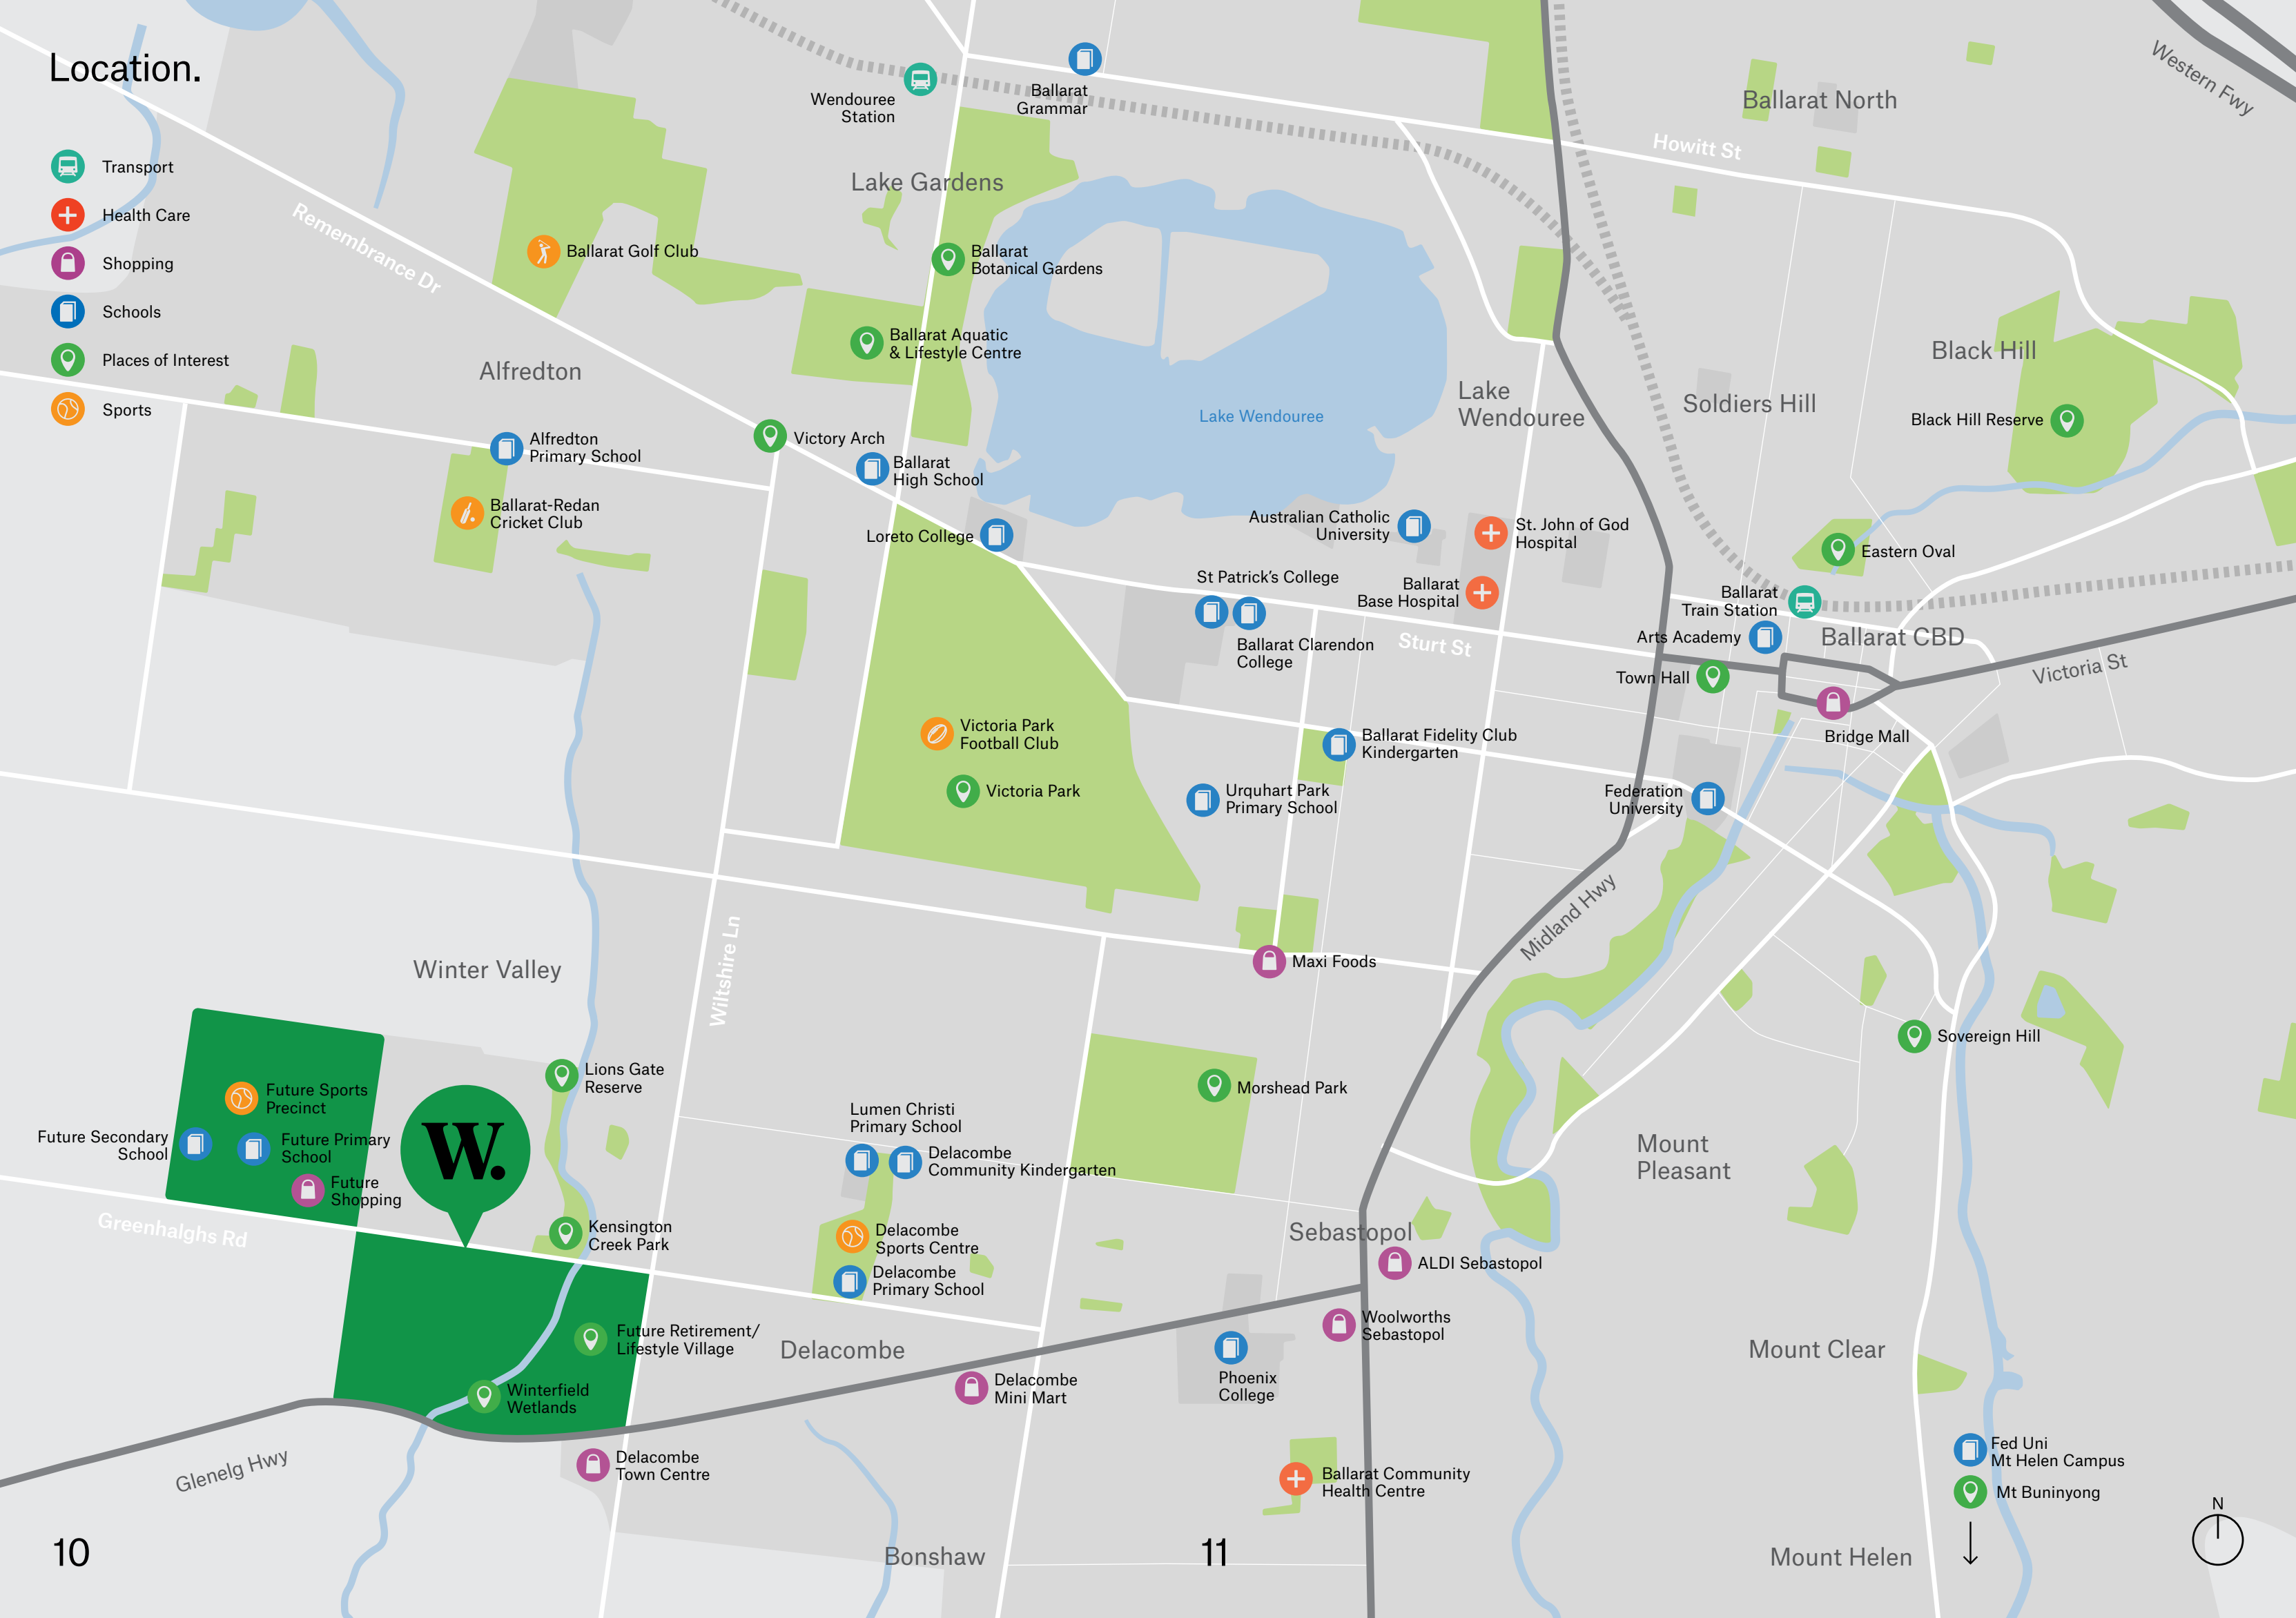 Location.
Transport
Health Care
Shopping
Schools
Places of Interest
Sports
Wendouree
Station
Ballarat
Grammar
Ballarat North
Western Fwy
Howitt St
Lake Gardens
Remembrance Dr
Ballarat Golf Club
Ballarat
Botanical Gardens
Ballarat Aquatic
& Lifestyle Centre
Alfredton
Lake Wendouree
Lake
Wendouree
Soldiers Hill
Black Hill
Black Hill Reserve
Alfredton
Primary School
Victory Arch
Ballarat
High School
Ballarat-Redan
Cricket Club
Loreto College
Australian Catholic
University
St. John of God
Hospital
Eastern Oval
St Patrick's College
Ballarat
Base Hospital
Ballarat
Train Station
Arts Academy
Ballarat CBD
Ballarat Clarendon
College
Sturt St
Town Hall
Victoria St
Bridge Mall
Victoria Park
Football Club
Ballarat Fidelity Club
Kindergarten
Victoria Park
Urquhart Park
Primary School
Federation
University
Midland Hwy
Winter Valley
Wiltshire Ln
Maxi Foods
Sovereign Hill
Lions Gate
Reserve
Morshead Park
Future Sports
Precinct
Future Secondary
School
Future Primary
School
Future
Shopping
W.
Lumen Christi
Primary School
Delacombe
Community Kindergarten
Mount
Pleasant
Greenhalghs Rd
Kensington
Creek Park
Delacombe
Sports Centre
Delacombe
Primary School
Sebastopol
ALDI Sebastopol
Woolworths
Sebastopol
Future Retirement/
Lifestyle Village
Delacombe
Mount Clear
Winterfield
Wetlands
Delacombe
Mini Mart
Phoenix
College
Glenelg Hwy
Delacombe
Town Centre
Ballarat Community
Health Centre
Fed Uni
Mt Helen Campus
Mt Buninyong
N
10
Bonshaw
11
Mount Helen